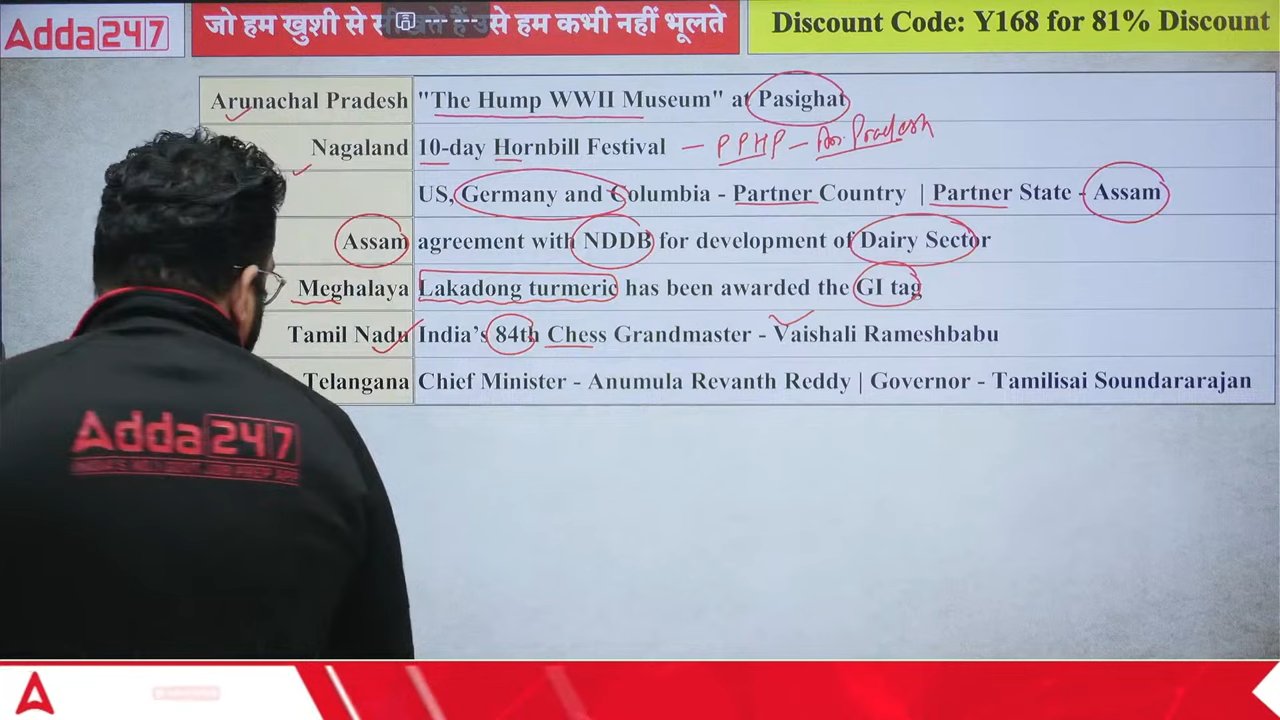 Adda247
जो हम खुशी से सीखते हैं उसे हम कभी नहीं भूलते
Discount Code: Y168 for 81% Discount
Arunachal Pradesh "The Hump WWII Museum" at Pasighat
Nagaland 10-day Hornbill Festival – PPHP – Ar. Pradesh
US, Germany and Columbia - Partner Country | Partner State - Assam
Assam agreement with NDDB for development of Dairy Sector
Meghalaya Lakadong turmeric has been awarded the GI tag
Tamil Nadu India's 84th Chess Grandmaster - Vaishali Rameshbabu
Telangana Chief Minister - Anumula Revanth Reddy | Governor - Tamilisai Soundararajan
Adda247